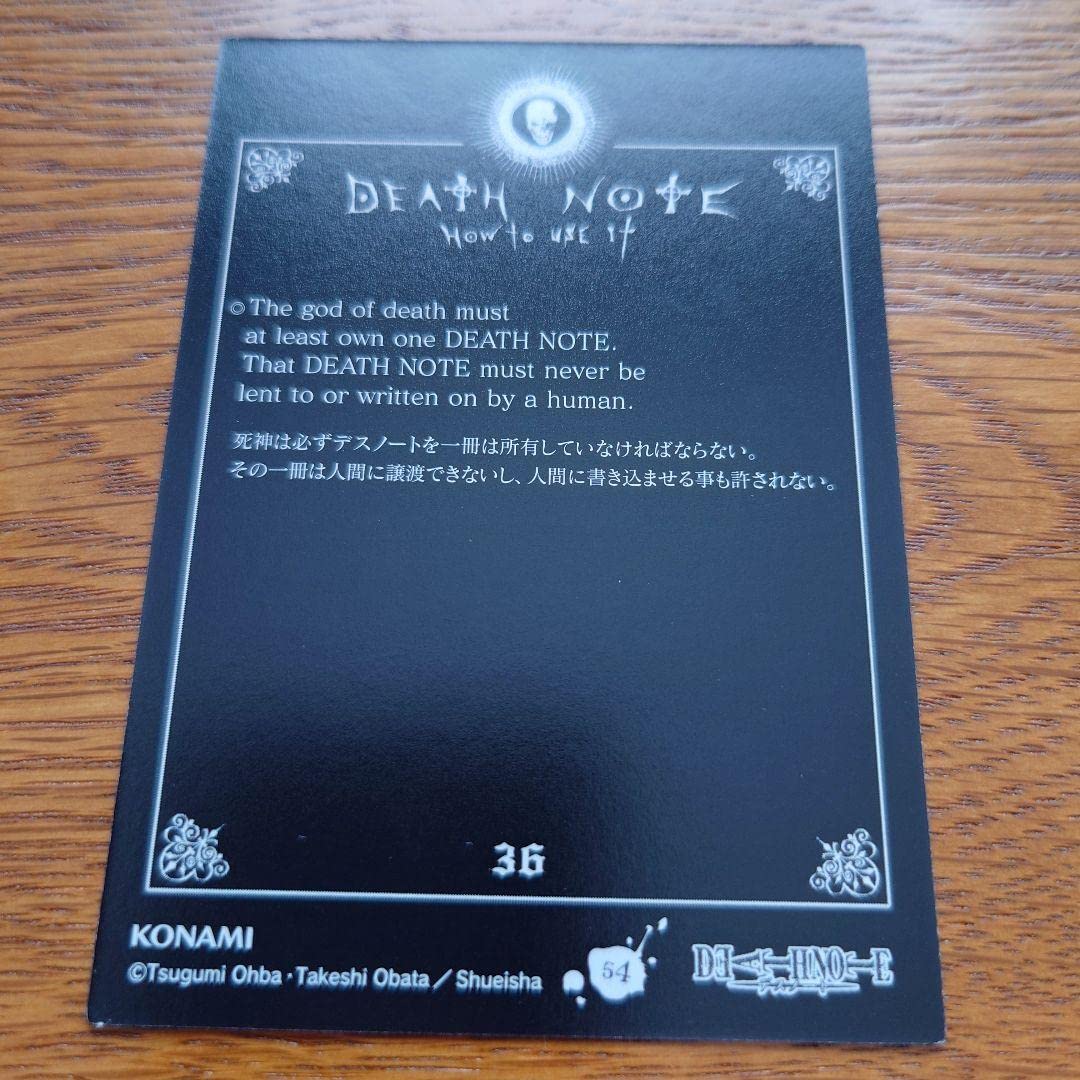 DEATH NOTE
HOW to USE It
◎The god of death must
at least own one DEATH NOTE.
That DEATH NOTE must never be
lent to or written on by a human.
死神は必ずデスノートを一冊は所有していなければならない。
その一冊は人間に譲渡できないし、人間に書き込ませる事も許されない。
36
KONAMI
©Tsugumi Ohba・Takeshi Obata／Shueisha
54
DEATH NOTE
デスノート